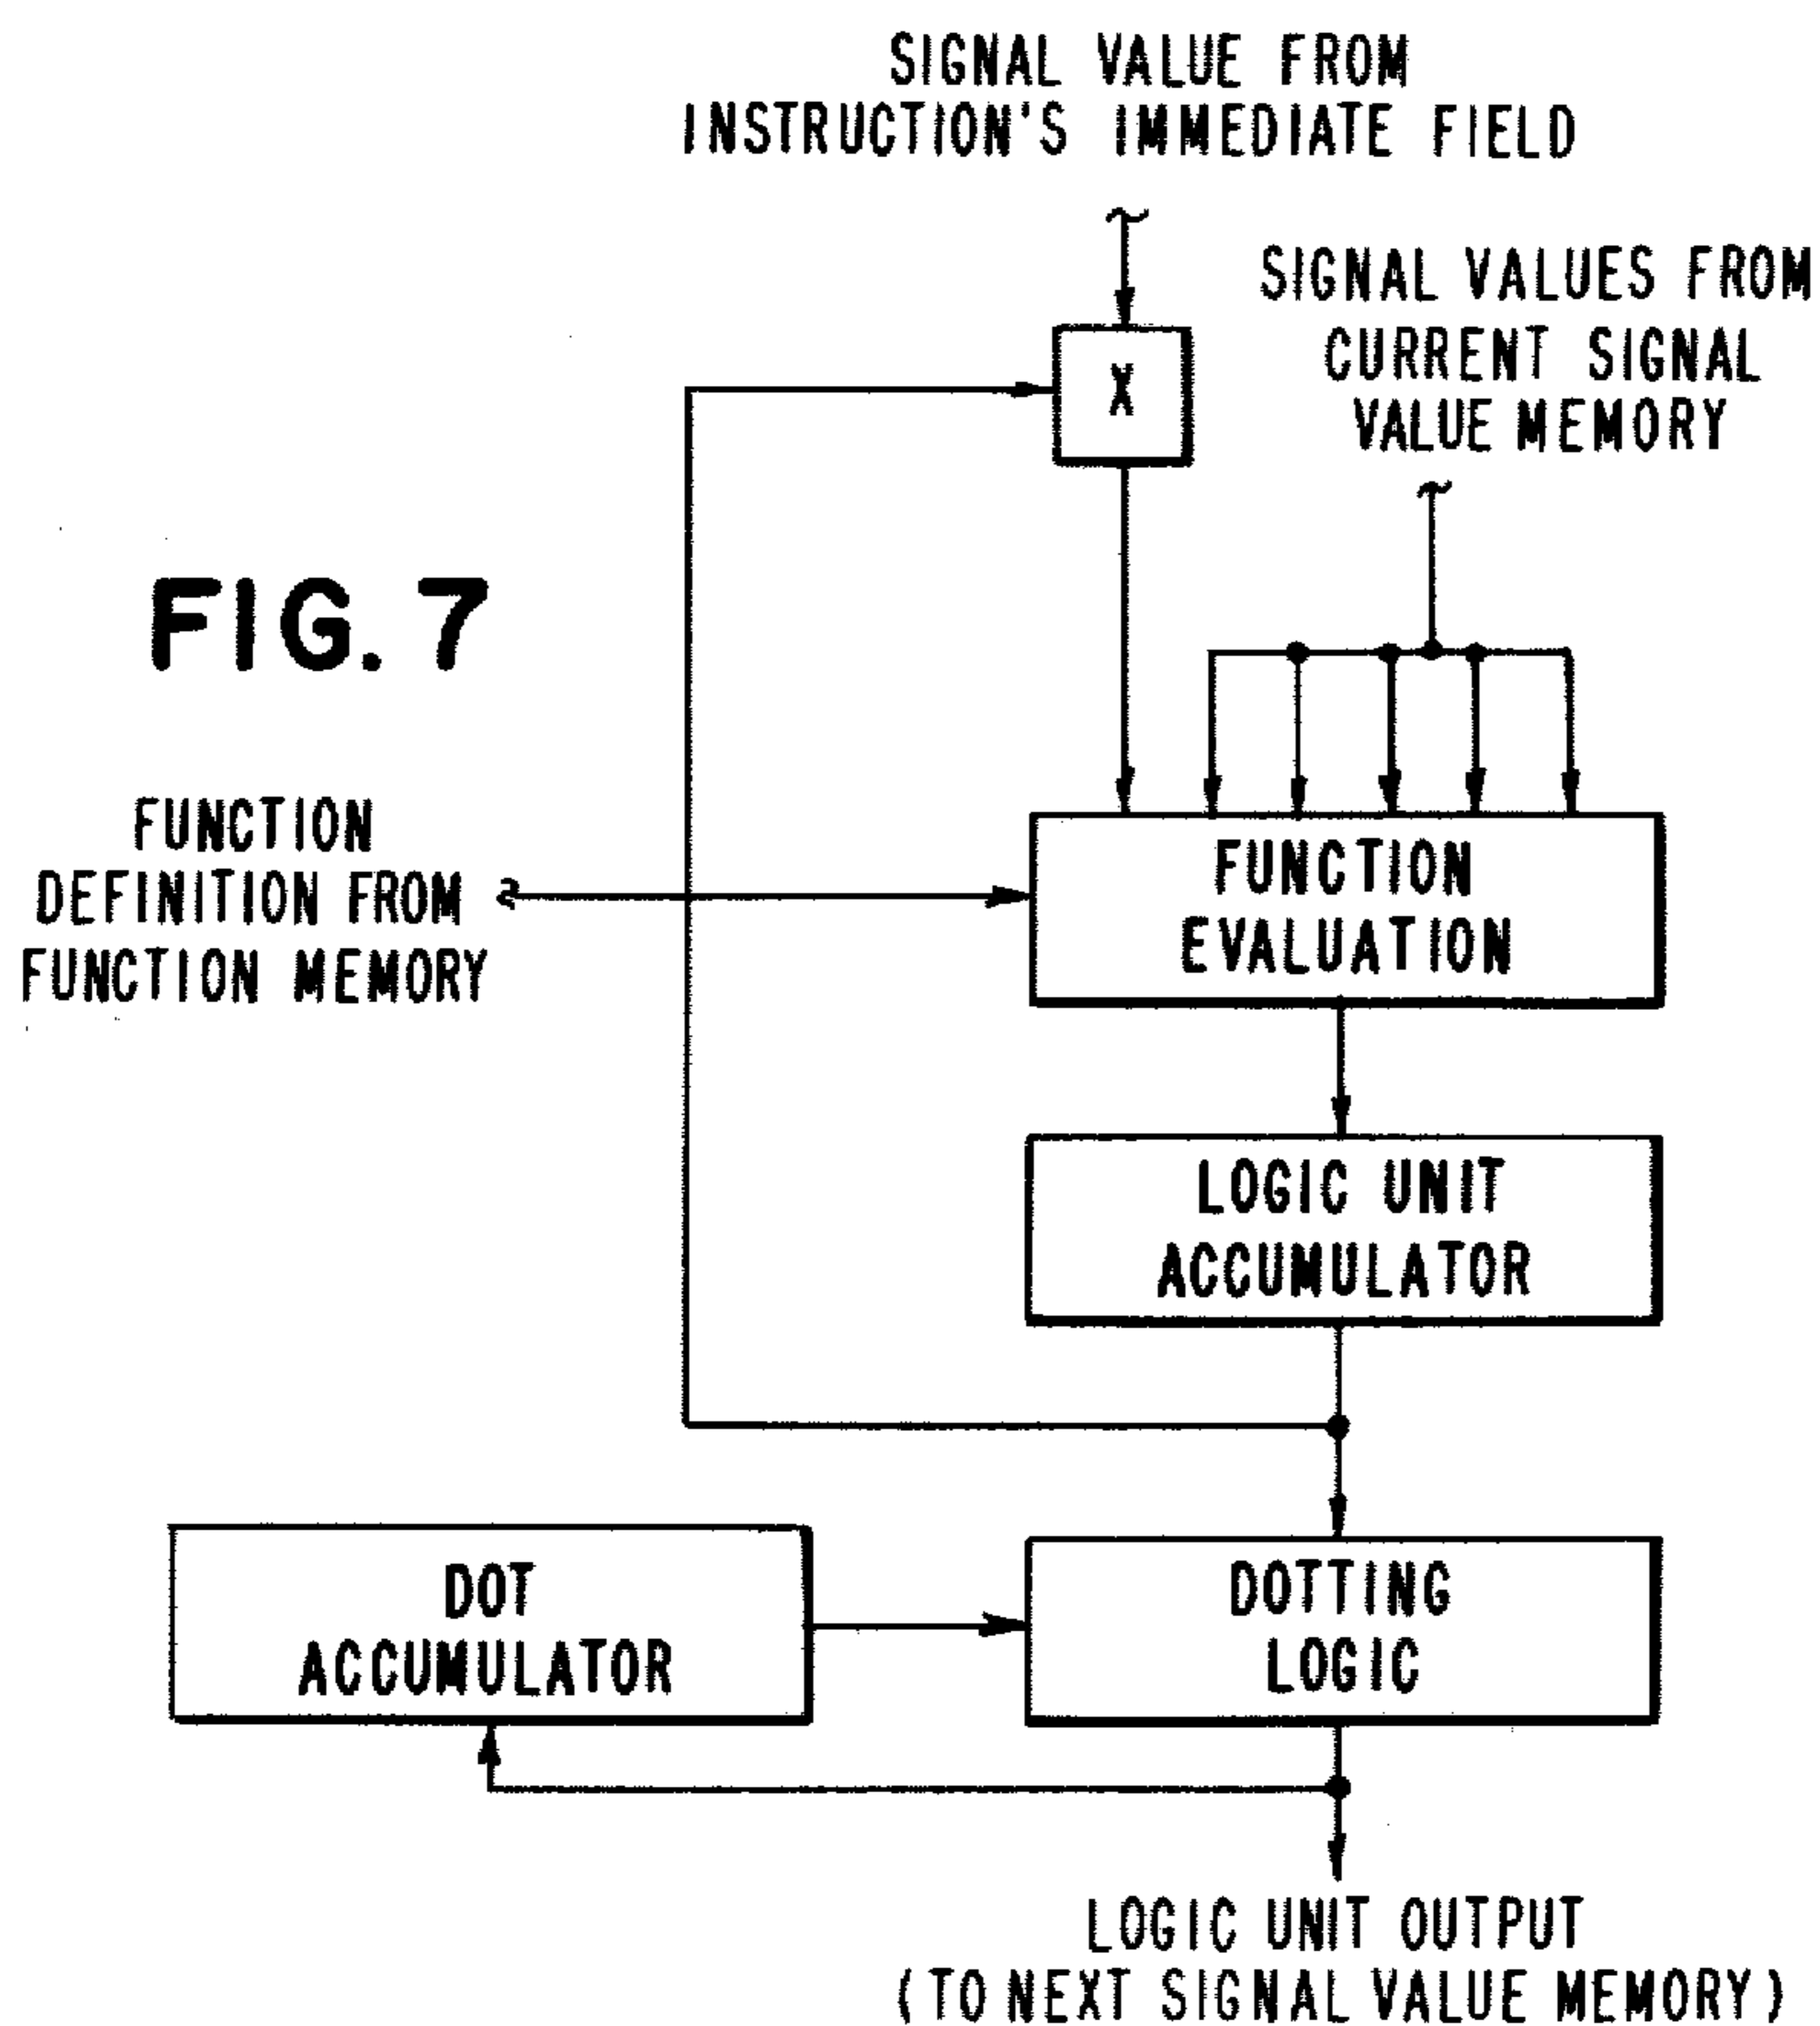 SIGNAL VALUE FROM
INSTRUCTION'S IMMEDIATE FIELD
SIGNAL VALUES FROM
CURRENT SIGNAL
VALUE MEMORY
X
FIG. 7
FUNCTION
DEFINITION FROM
FUNCTION MEMORY
FUNCTION
EVALUATION
LOGIC UNIT
ACCUMULATOR
DOT
ACCUMULATOR
DOTTING
LOGIC
LOGIC UNIT OUTPUT
(TO NEXT SIGNAL VALUE MEMORY)